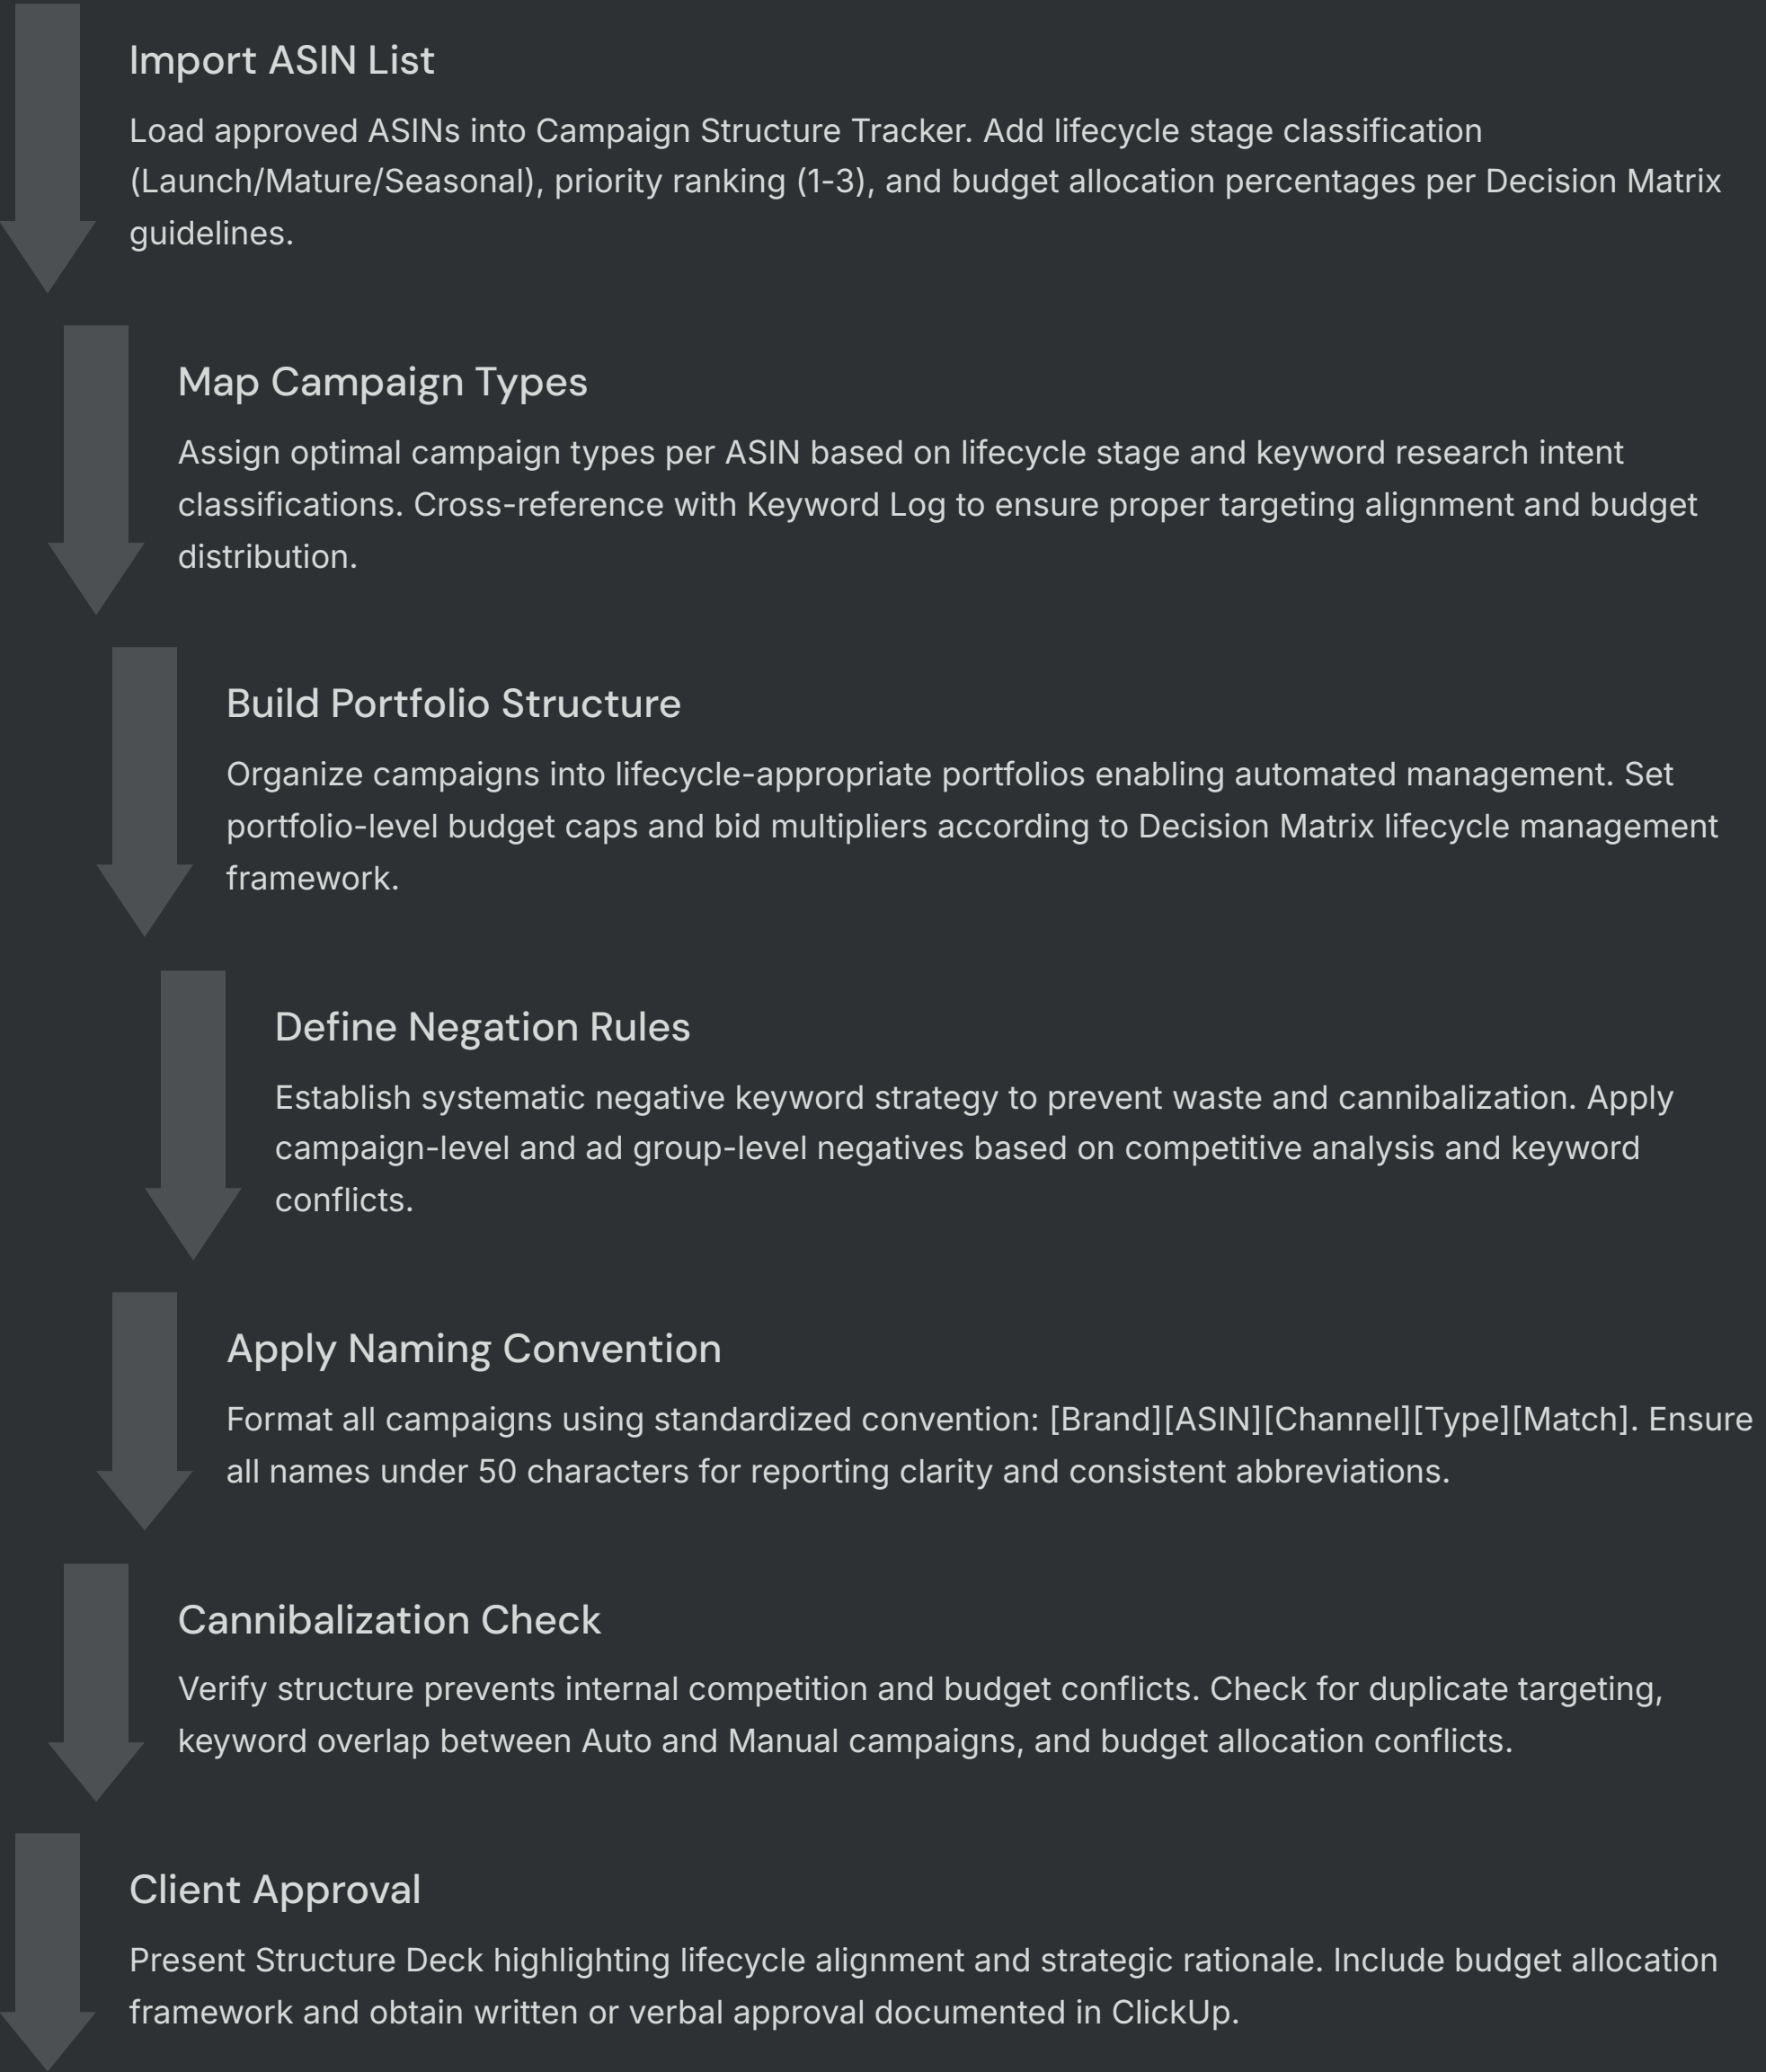 Import ASIN List
Load approved ASINs into Campaign Structure Tracker. Add lifecycle stage classification
(Launch/Mature/Seasonal), priority ranking (1-3), and budget allocation percentages per Decision Matrix
guidelines.
Map Campaign Types
Assign optimal campaign types per ASIN based on lifecycle stage and keyword research intent
classifications. Cross-reference with Keyword Log to ensure proper targeting alignment and budget
distribution.
Build Portfolio Structure
Organize campaigns into lifecycle-appropriate portfolios enabling automated management. Set
portfolio-level budget caps and bid multipliers according to Decision Matrix lifecycle management
framework.
Define Negation Rules
Establish systematic negative keyword strategy to prevent waste and cannibalization. Apply
campaign-level and ad group-level negatives based on competitive analysis and keyword
conflicts.
Apply Naming Convention
Format all campaigns using standardized convention: [Brand][ASIN][Channel][Type][Match]. Ensure
all names under 50 characters for reporting clarity and consistent abbreviations.
Cannibalization Check
Verify structure prevents internal competition and budget conflicts. Check for duplicate targeting,
keyword overlap between Auto and Manual campaigns, and budget allocation conflicts.
Client Approval
Present Structure Deck highlighting lifecycle alignment and strategic rationale. Include budget allocation
framework and obtain written or verbal approval documented in ClickUp.